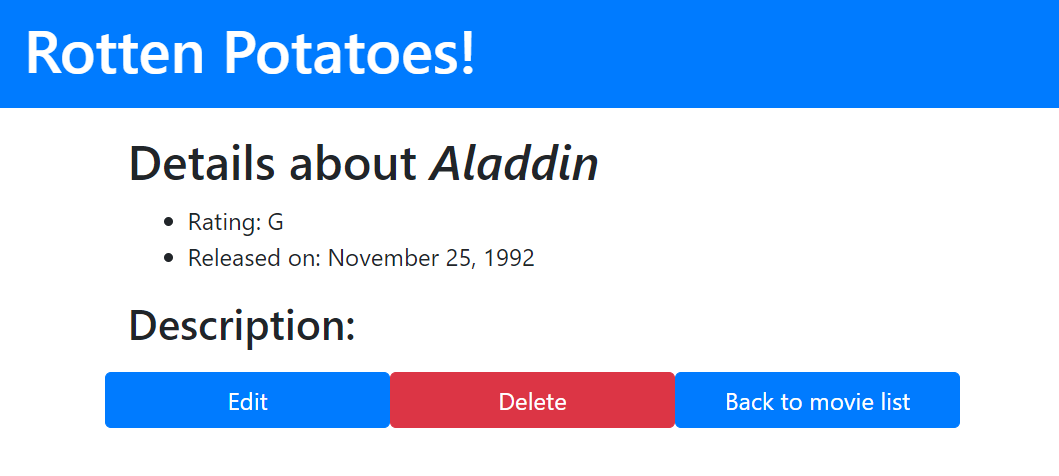 Rotten Potatoes!
Details about Aladdin
Rating: G
Released on: November 25, 1992
Description:
Edit
Delete
Back to movie list